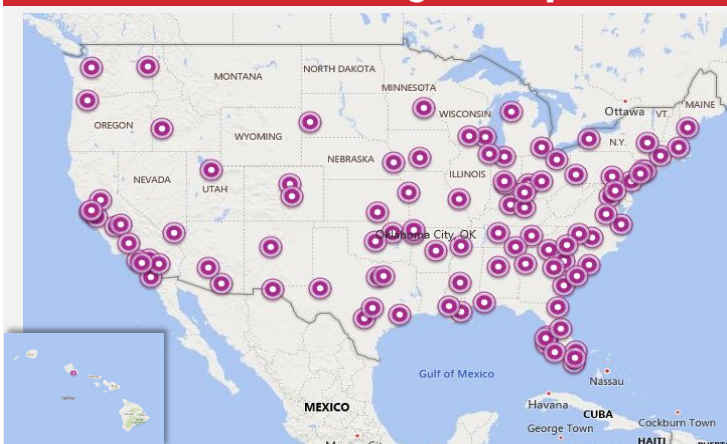 NORTH DAKOTA
MONTANA
MINNESOTA
MAINE
WISCONSIN
Ottawa
VT.
OREGON
WYOMING
N.Y.
NEBRASKA
NEVADA
ILLINOIS
UTAH
Oklahoma City, OK
Gulf of Mexico
Nassau
MEXICO
Havana
CUBA
Cockburn Town
George Town
HAITI